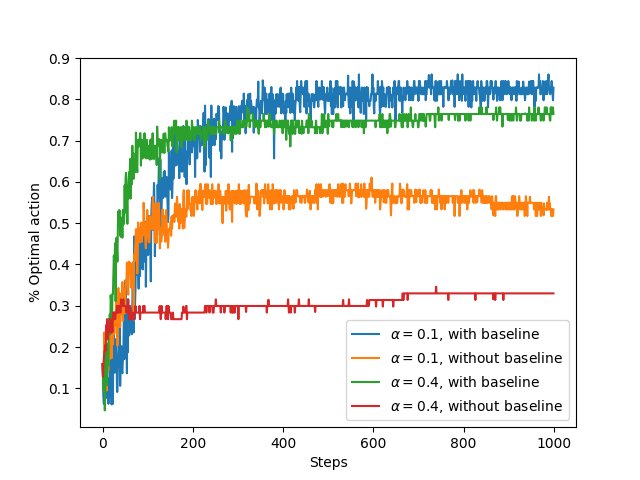 0.9
0.8
0.7
0.6
0.5
0.4
0.3
0.2
0.1
% Optimal action
α = 0.1, with baseline
α = 0.1, without baseline
α = 0.4, with baseline
α = 0.4, without baseline
0 200 400 600 800 1000
Steps